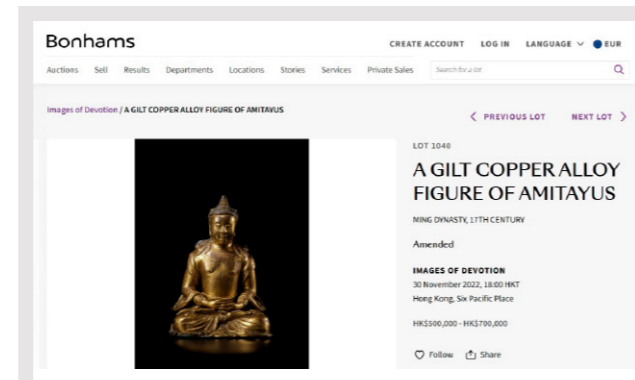 Bonhams
CREATE ACCOUNT LOG IN LANGUAGE EUR
Auctions Sell Results Departments Locations Stories Services Private Sales Search for a lot
Images of Devotion / A GILT COPPER ALLOY FIGURE OF AMITAYUS
PREVIOUS LOT NEXT LOT
LOT 1040
A GILT COPPER ALLOY
FIGURE OF AMITAYUS
MING DYNASTY, 17TH CENTURY
Amended
IMAGES OF DEVOTION
30 November 2022, 18:00 HKT
Hong Kong, Six Pacific Place
HK$500,000 - HK$700,000
Follow Share